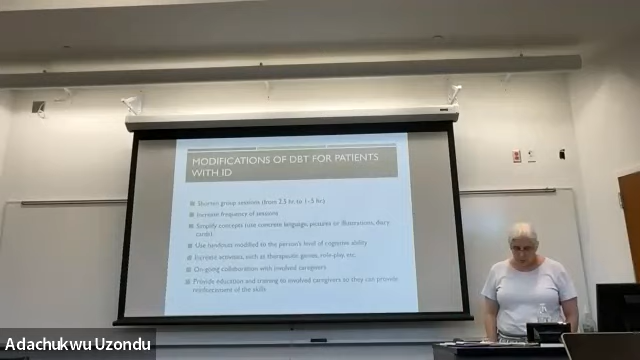 MODIFICATIONS OF DBT FOR PATIENTS
WITH ID
Shorten group sessions (from 2.5 hr. to 1-.5 hr.)
Increase frequency of sessions
Simplify concepts (use concrete language, pictures or illustrations, diary
cards)
Use handouts modified to the person's level of cognitive ability
Increase activities, such as therapeutic games, role-play, etc.
On-going collaboration with involved caregivers
Provide education and training to involved caregivers so they can provide
reinforcement of the skills
Adachukwu Uzondu